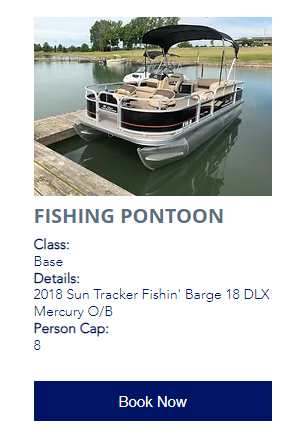 FISHING PONTOON
Class:
Base
Details:
2018 Sun Tracker Fishin' Barge 18 DLX
Mercury O/B
Person Cap:
8
Book Now